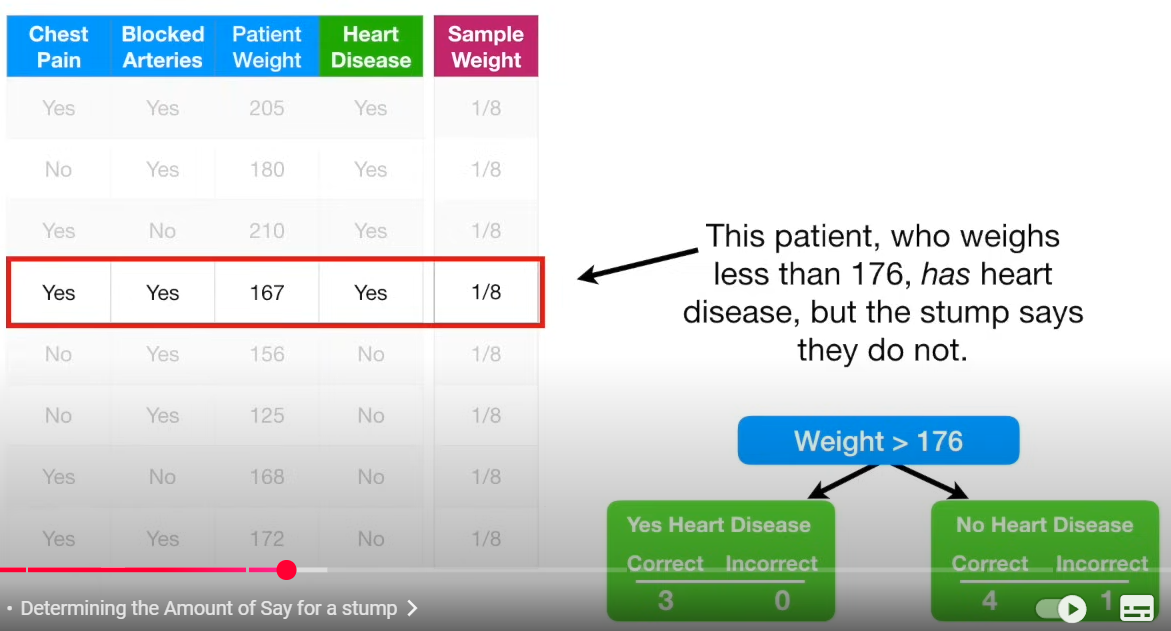 Chest Pain Blocked Arteries Patient Weight Heart Disease Sample Weight
Yes Yes 205 Yes 1/8
No Yes 180 Yes 1/8
Yes No 210 Yes 1/8
Yes Yes 167 Yes 1/8
No Yes 156 No 1/8
No Yes 125 No 1/8
Yes No 168 No 1/8
Yes Yes 172 No 1/8
This patient, who weighs
less than 176, has heart
disease, but the stump says
they do not.
Weight > 176
Yes Heart Disease
Correct Incorrect
3 0
No Heart Disease
Correct Incorrect
4 1
• Determining the Amount of Say for a stump